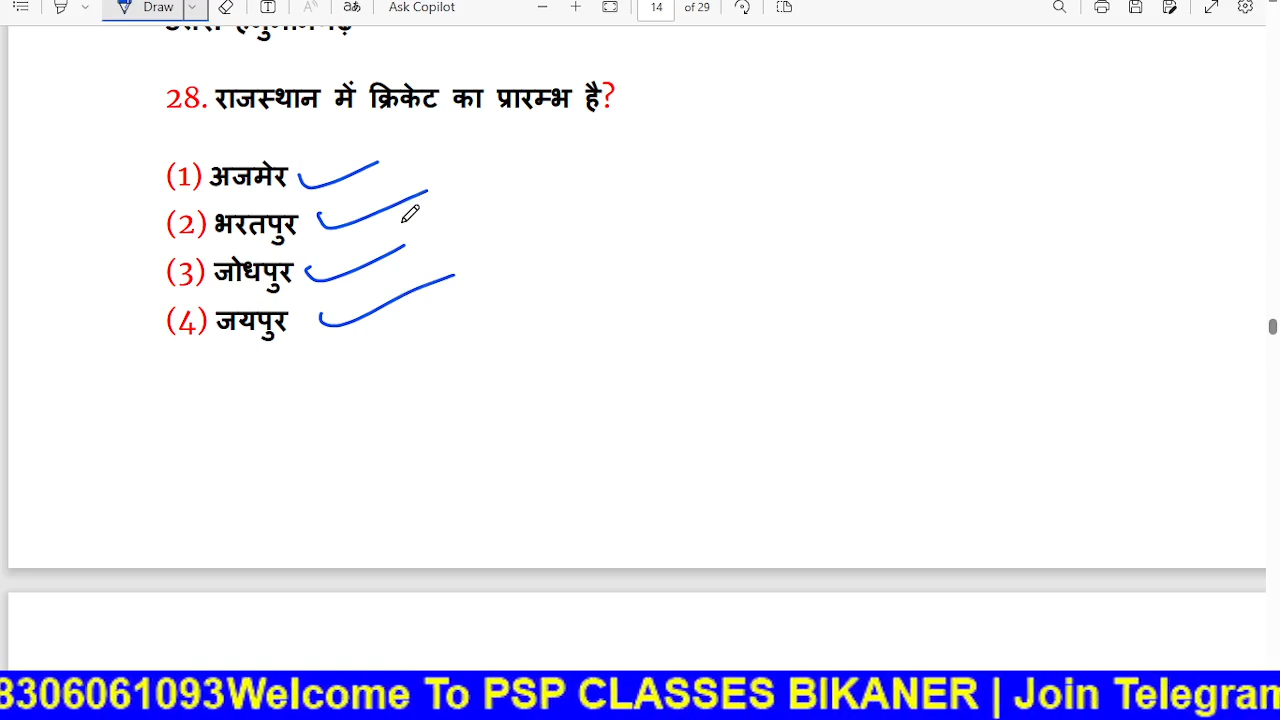 Draw
Ask Copilot
14 of 29
28. राजस्थान में क्रिकेट का प्रारम्भ है?
(1) अजमेर
(2) भरतपुर
(3) जोधपुर
(4) जयपुर
8306061093Welcome To PSP CLASSES BIKANER | Join Telegran